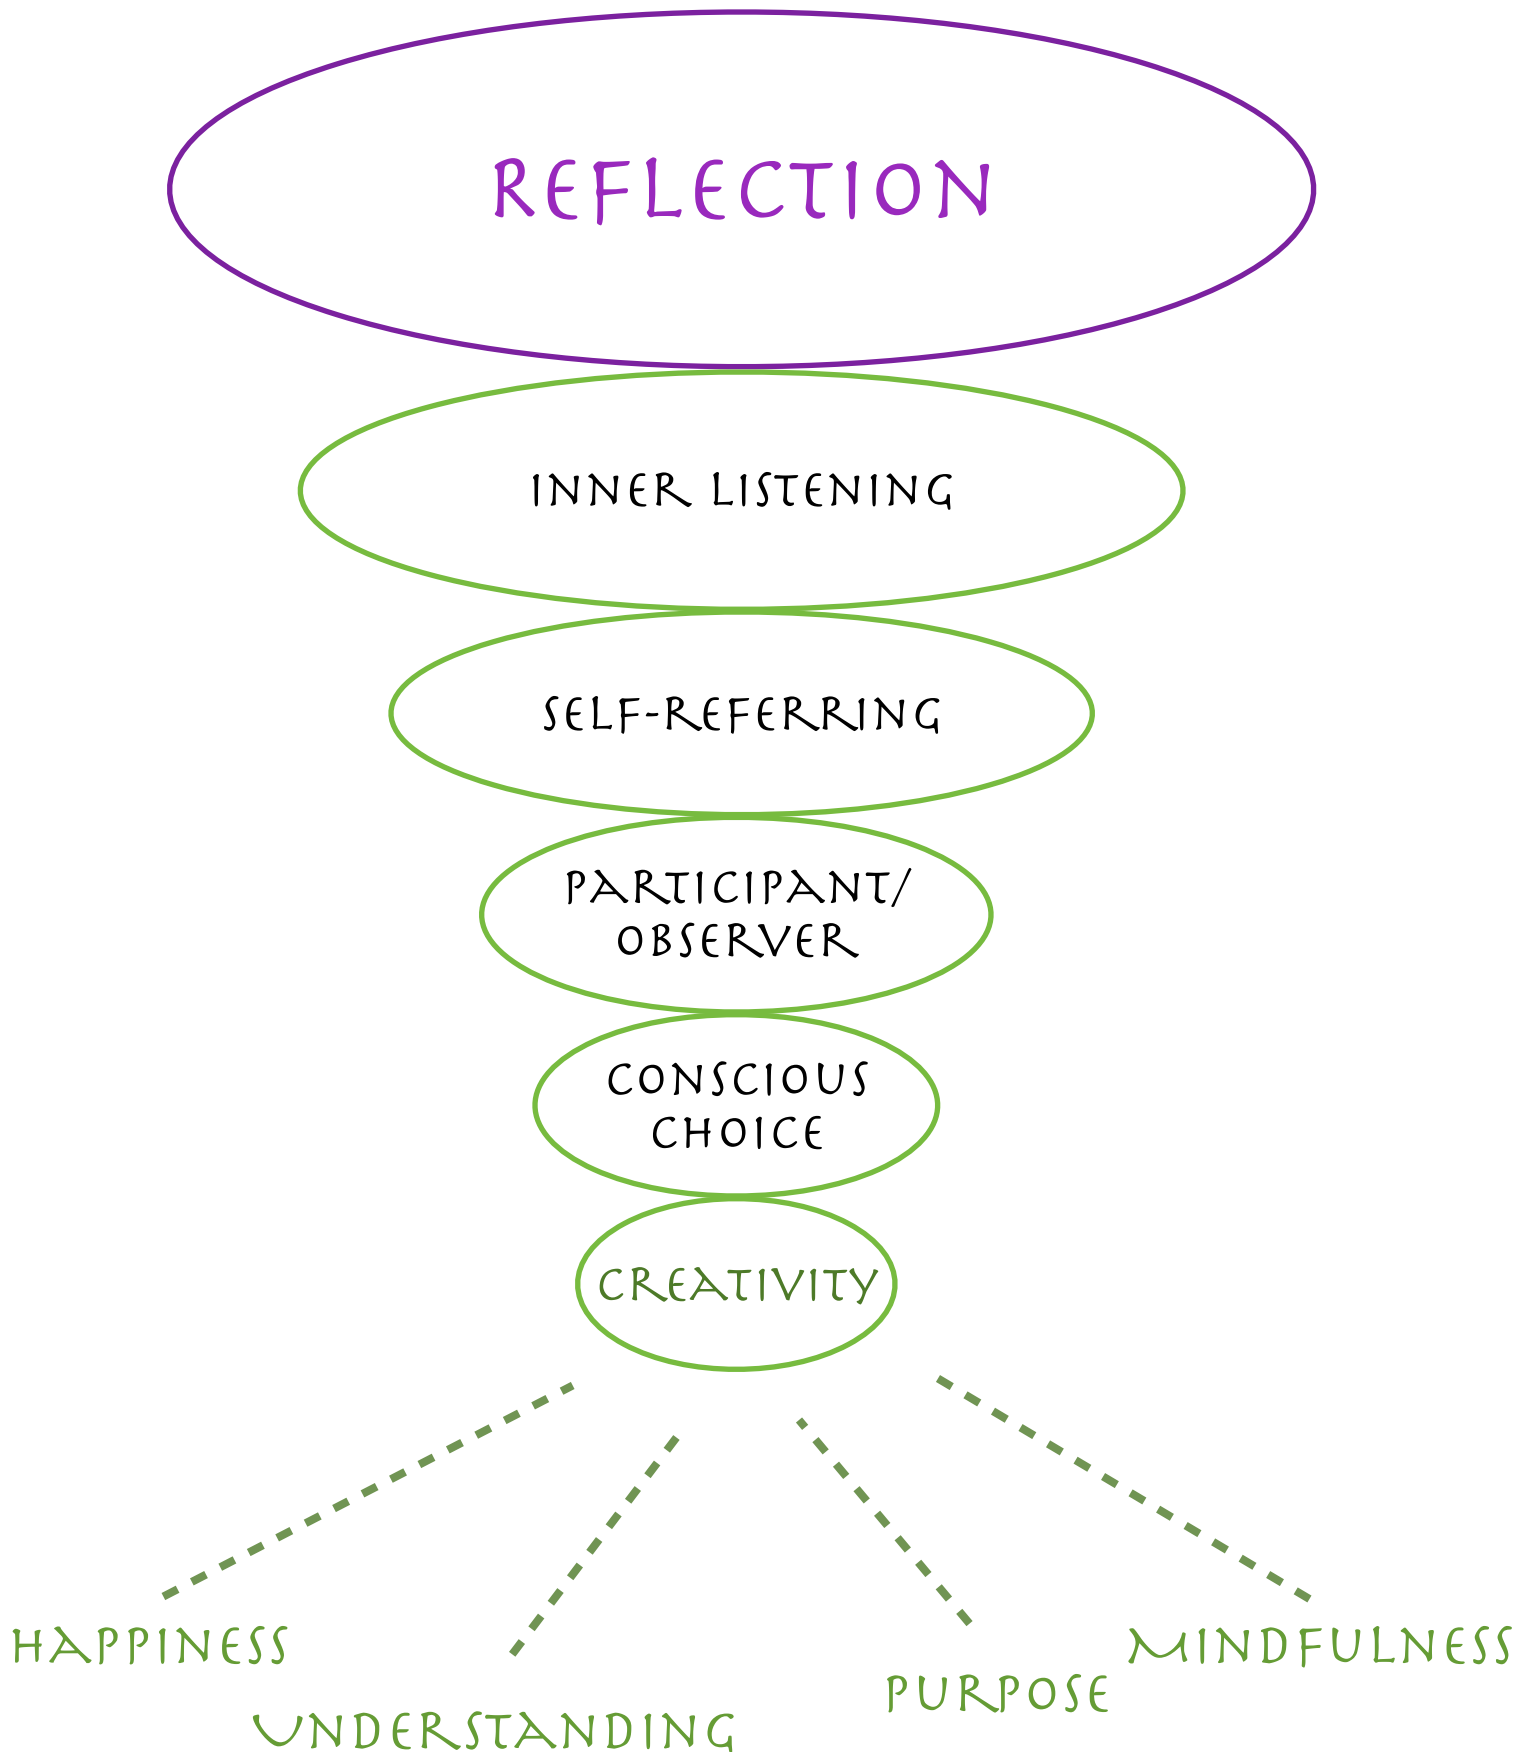 REFLECTION
INNER LISTENING
SELF-REFERRING
PARTICIPANT/
OBSERVER
CONSCIOUS
CHOICE
CREATIVITY
HAPPINESS
UNDERSTANDING
PURPOSE
MINDFULNESS